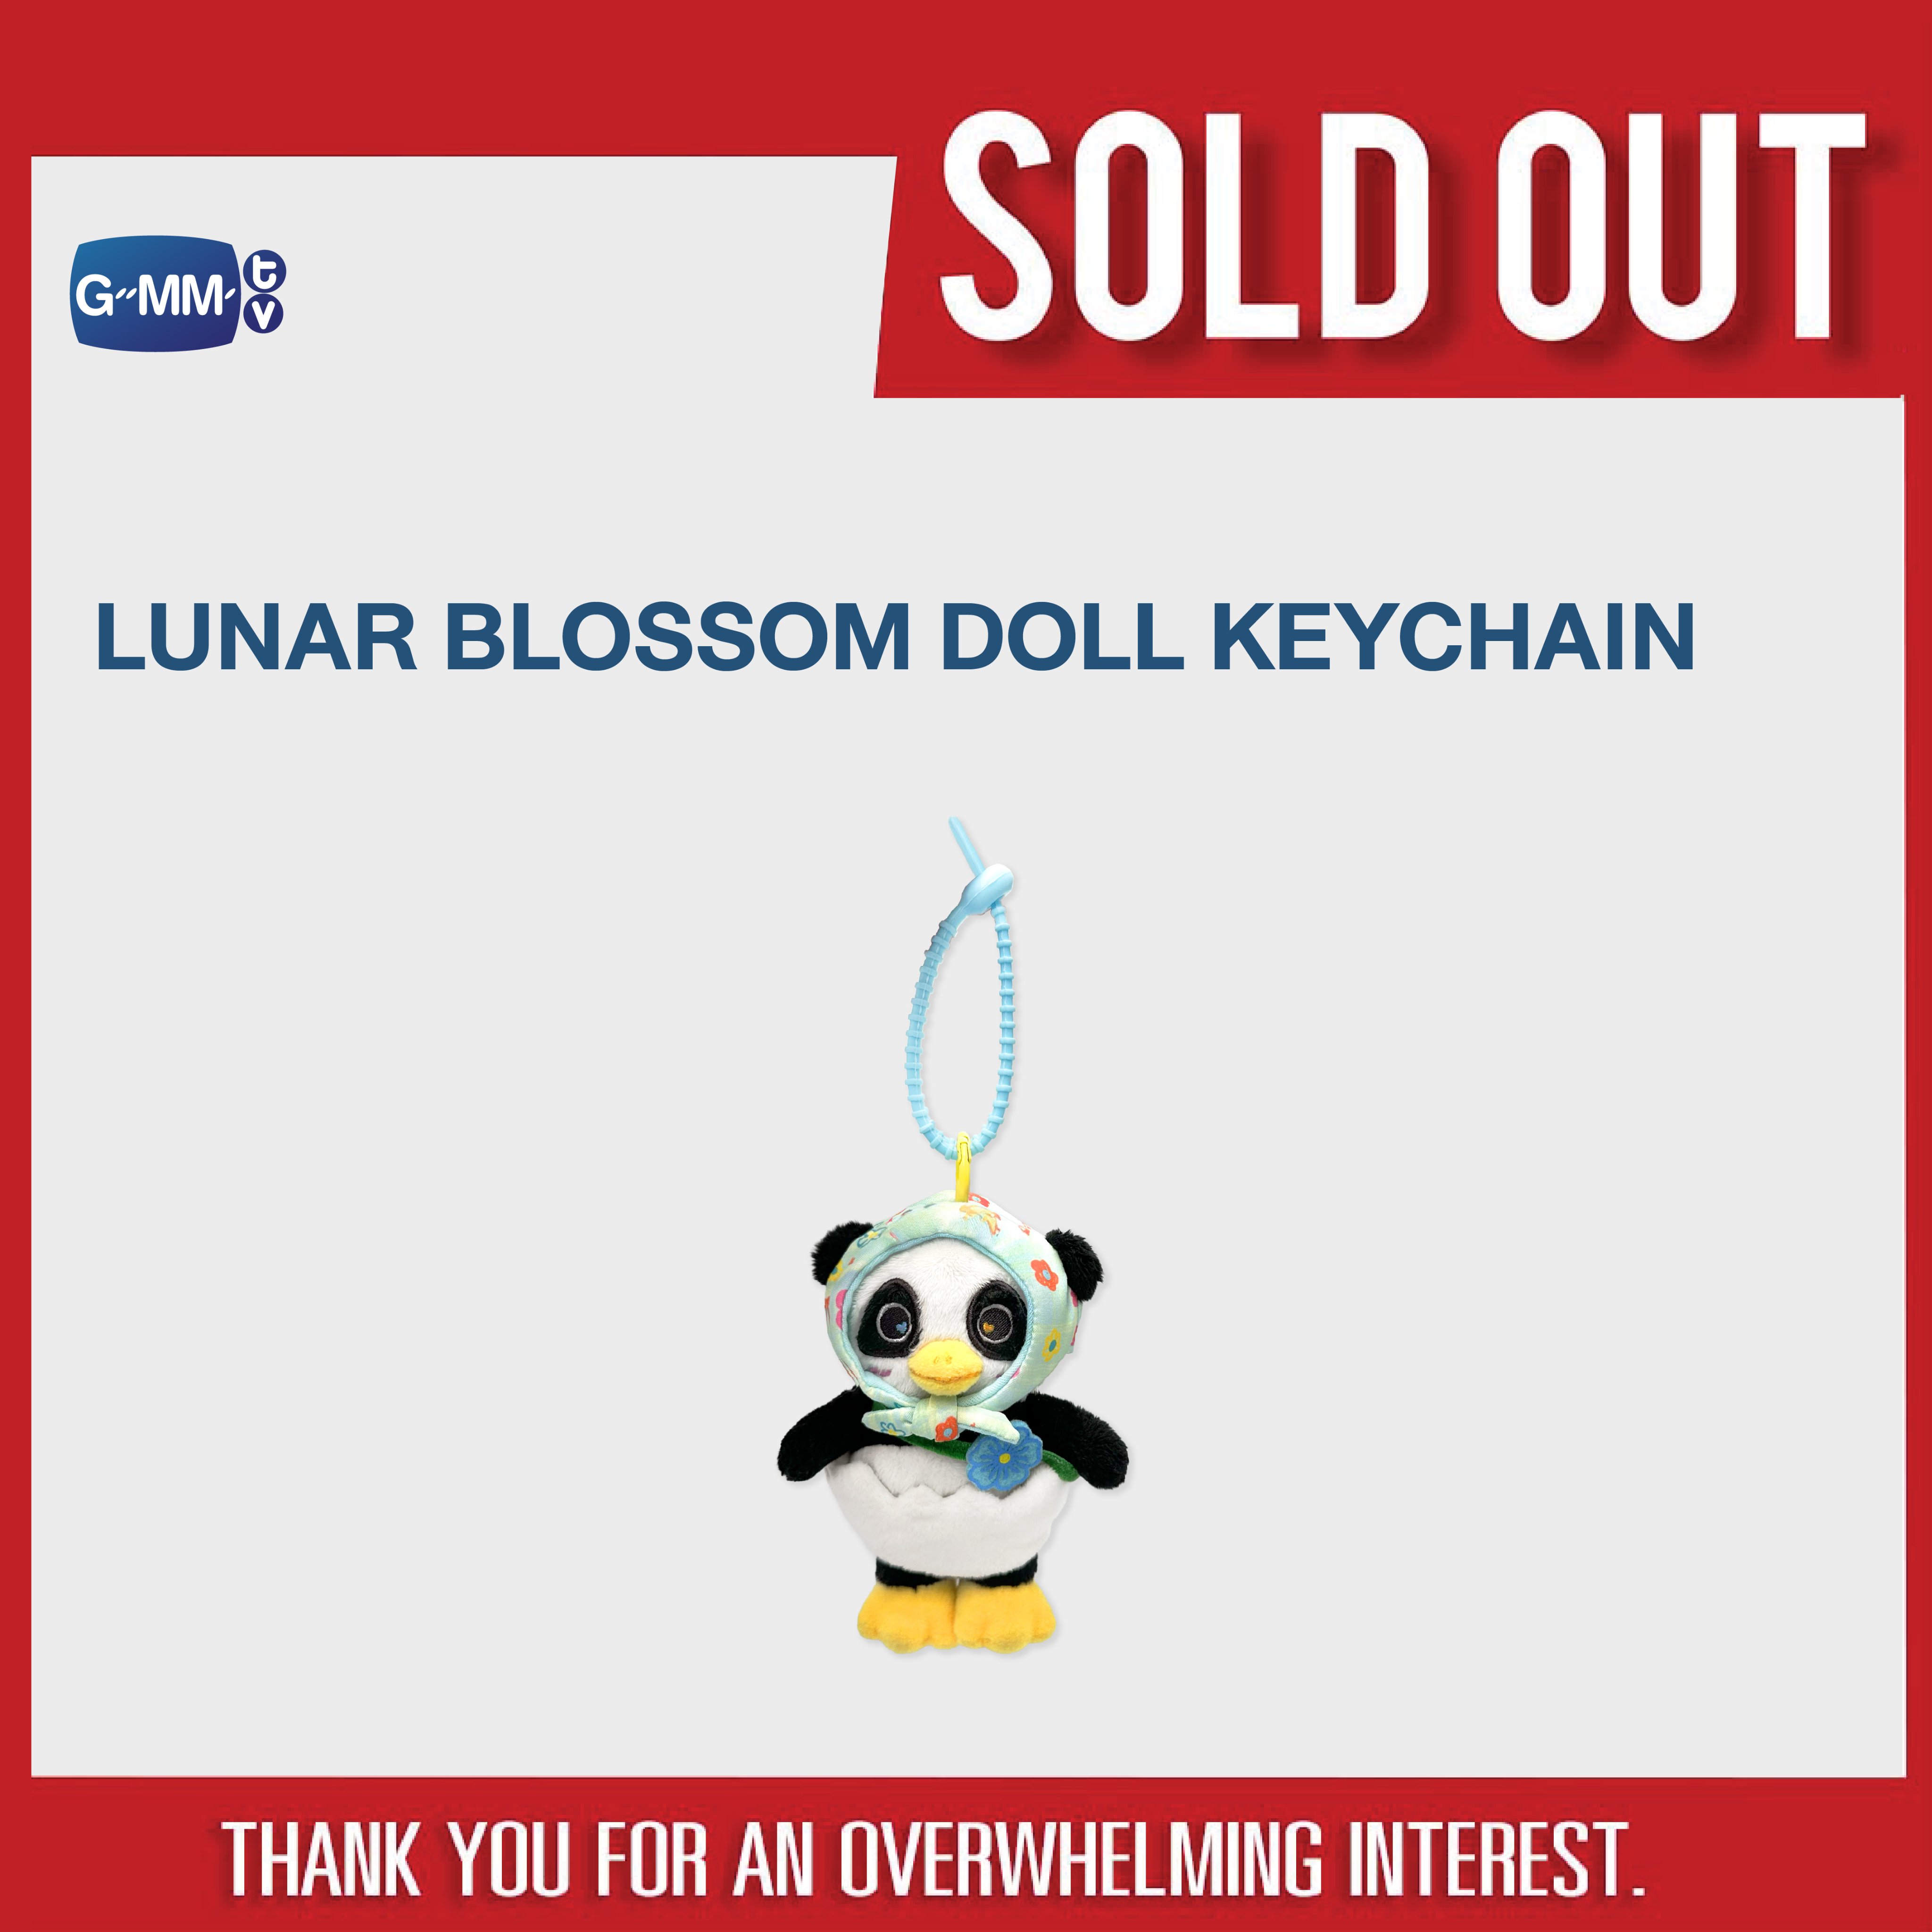 SOLD OUT
G-MM-
tv
LUNAR BLOSSOM DOLL KEYCHAIN
THANK YOU FOR AN OVERWHELMING INTEREST.